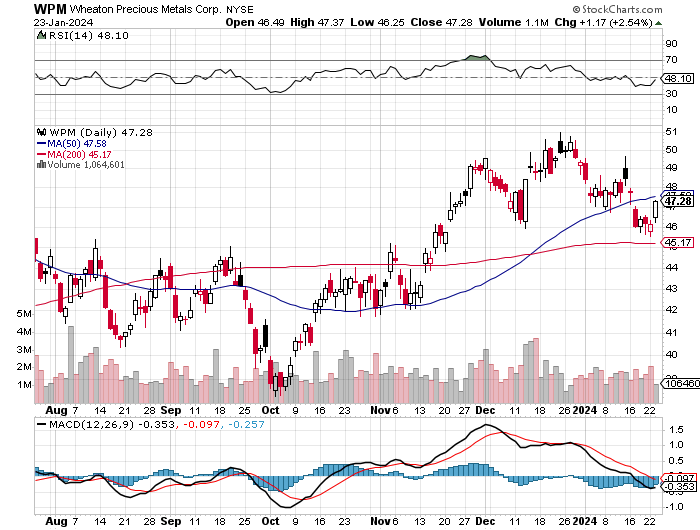 WPM Wheaton Precious Metals Corp. NYSE © StockCharts.com
23-Jan-2024 Open 46.49 High 47.37 Low 46.25 Close 47.28 Volume 1.1M Chg +1.17 (+2.54%)
RSI(14) 48.10
90
70
48.10
30
10
WPM (Daily) 47.28
MA(50) 47.58
MA(200) 45.17
Volume 1,064,601
51
50
49
48
47.28
46
45.17
44
43
42
41
40
39
5M
4M
3M
2M
1M
Aug 7 14 21 28 Sep 11 18 25 Oct 9 16 23 Nov 6 13 20 27 Dec 11 18 26 2024 8 16 22
MACD(12,26,9) -0.353, -0.097, -0.257
1.5
1.0
0.5
0.0
-0.097
-0.353
-0.5
-1.0
Aug 7 14 21 28 Sep 11 18 25 Oct 9 16 23 Nov 6 13 20 27 Dec 11 18 26 2024 8 16 22